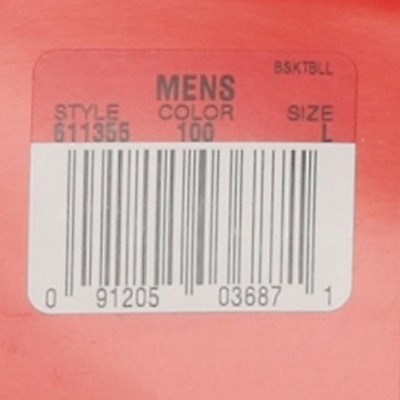 BSKTBLL
MENS
STYLE COLOR SIZE
611355 100 L
0 91205 03687 1